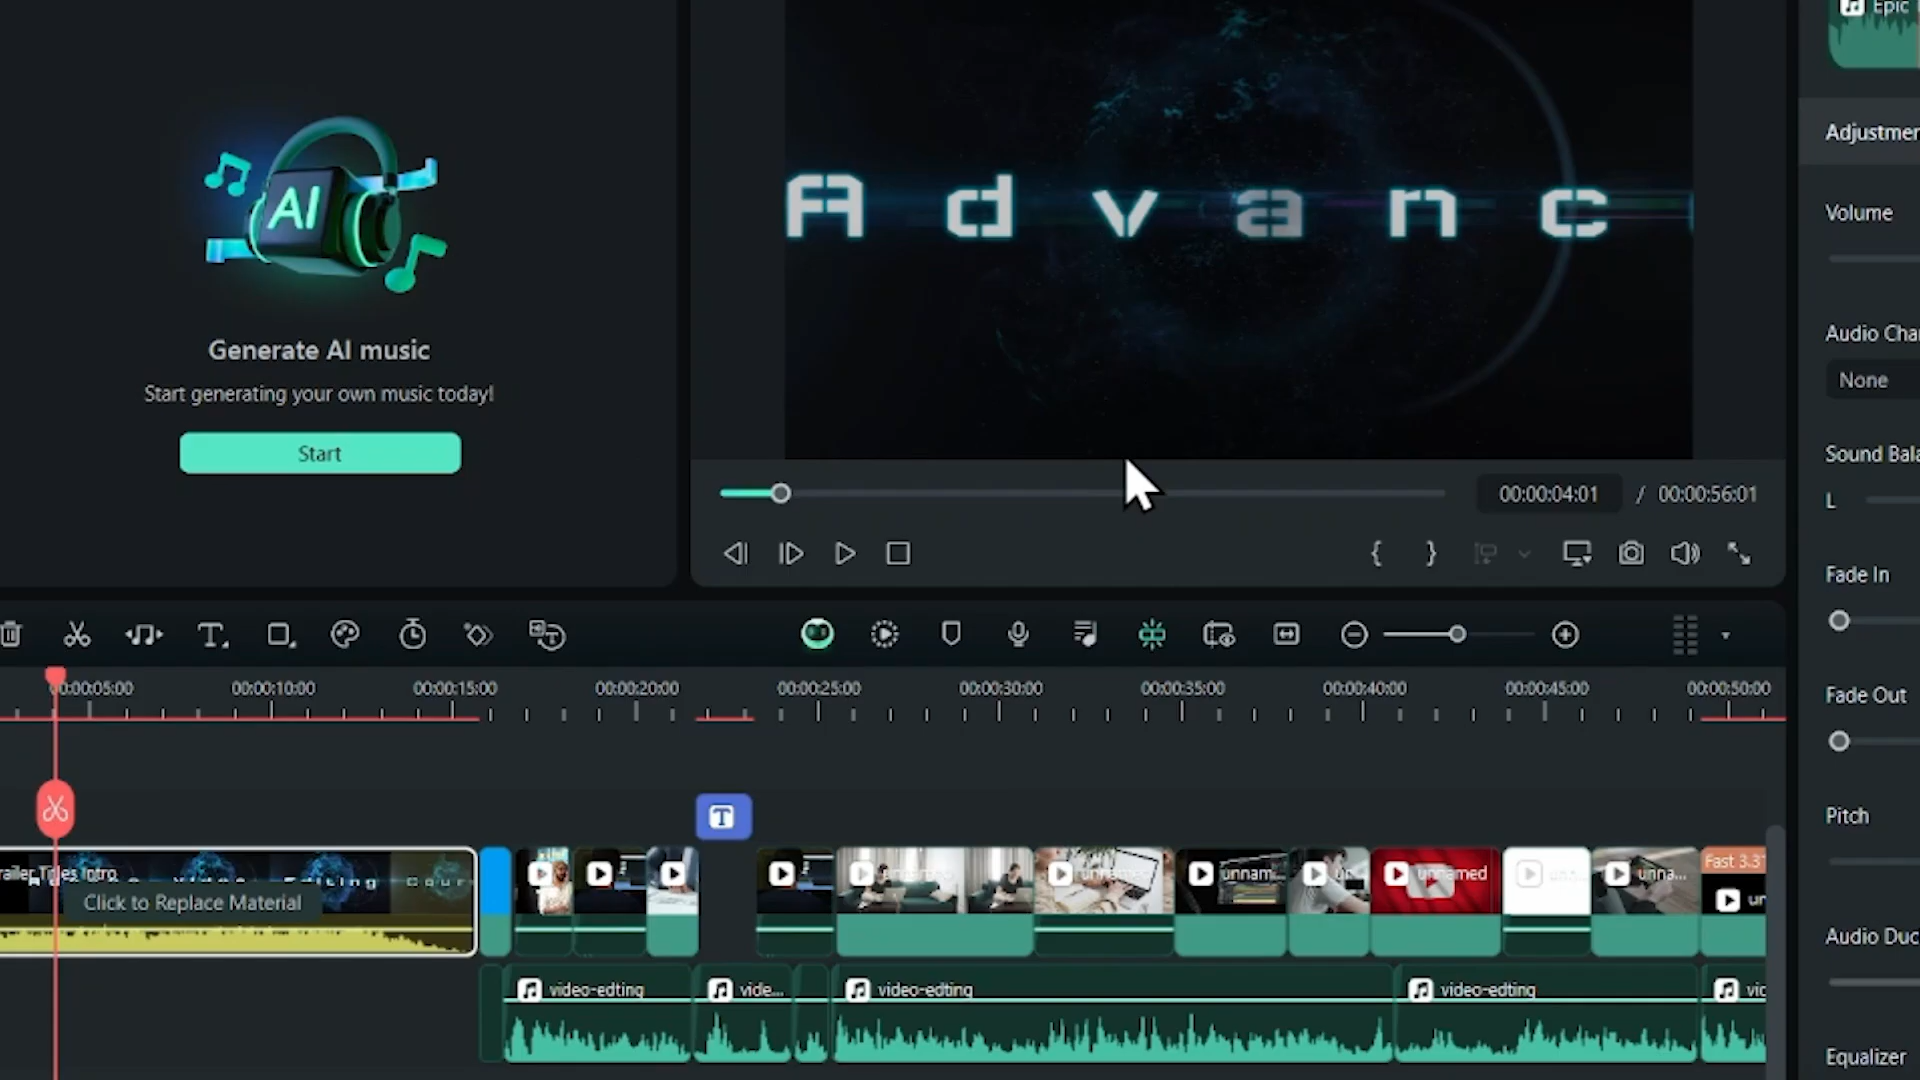 Epic
Advanc
AI
Generate AI music
Start generating your own music today!
Start
00:00:04:01 / 00:00:56:01
Adjustmen
Volume
Audio Cha
None
Sound Bala
L
Fade In
Fade Out
Pitch
Audio Duc
Equalizer
00:00:05:00 00:00:10:00 00:00:15:00 00:00:20:00 00:00:25:00 00:00:30:00 00:00:35:00 00:00:40:00 00:00:45:00 00:00:50:00
T
railer Titles Intro
Click to Replace Material
unnamed
unnam...
unnamed
unna...
Fast 3.3
video-edting
vide...
video-edting
video-edting
vic